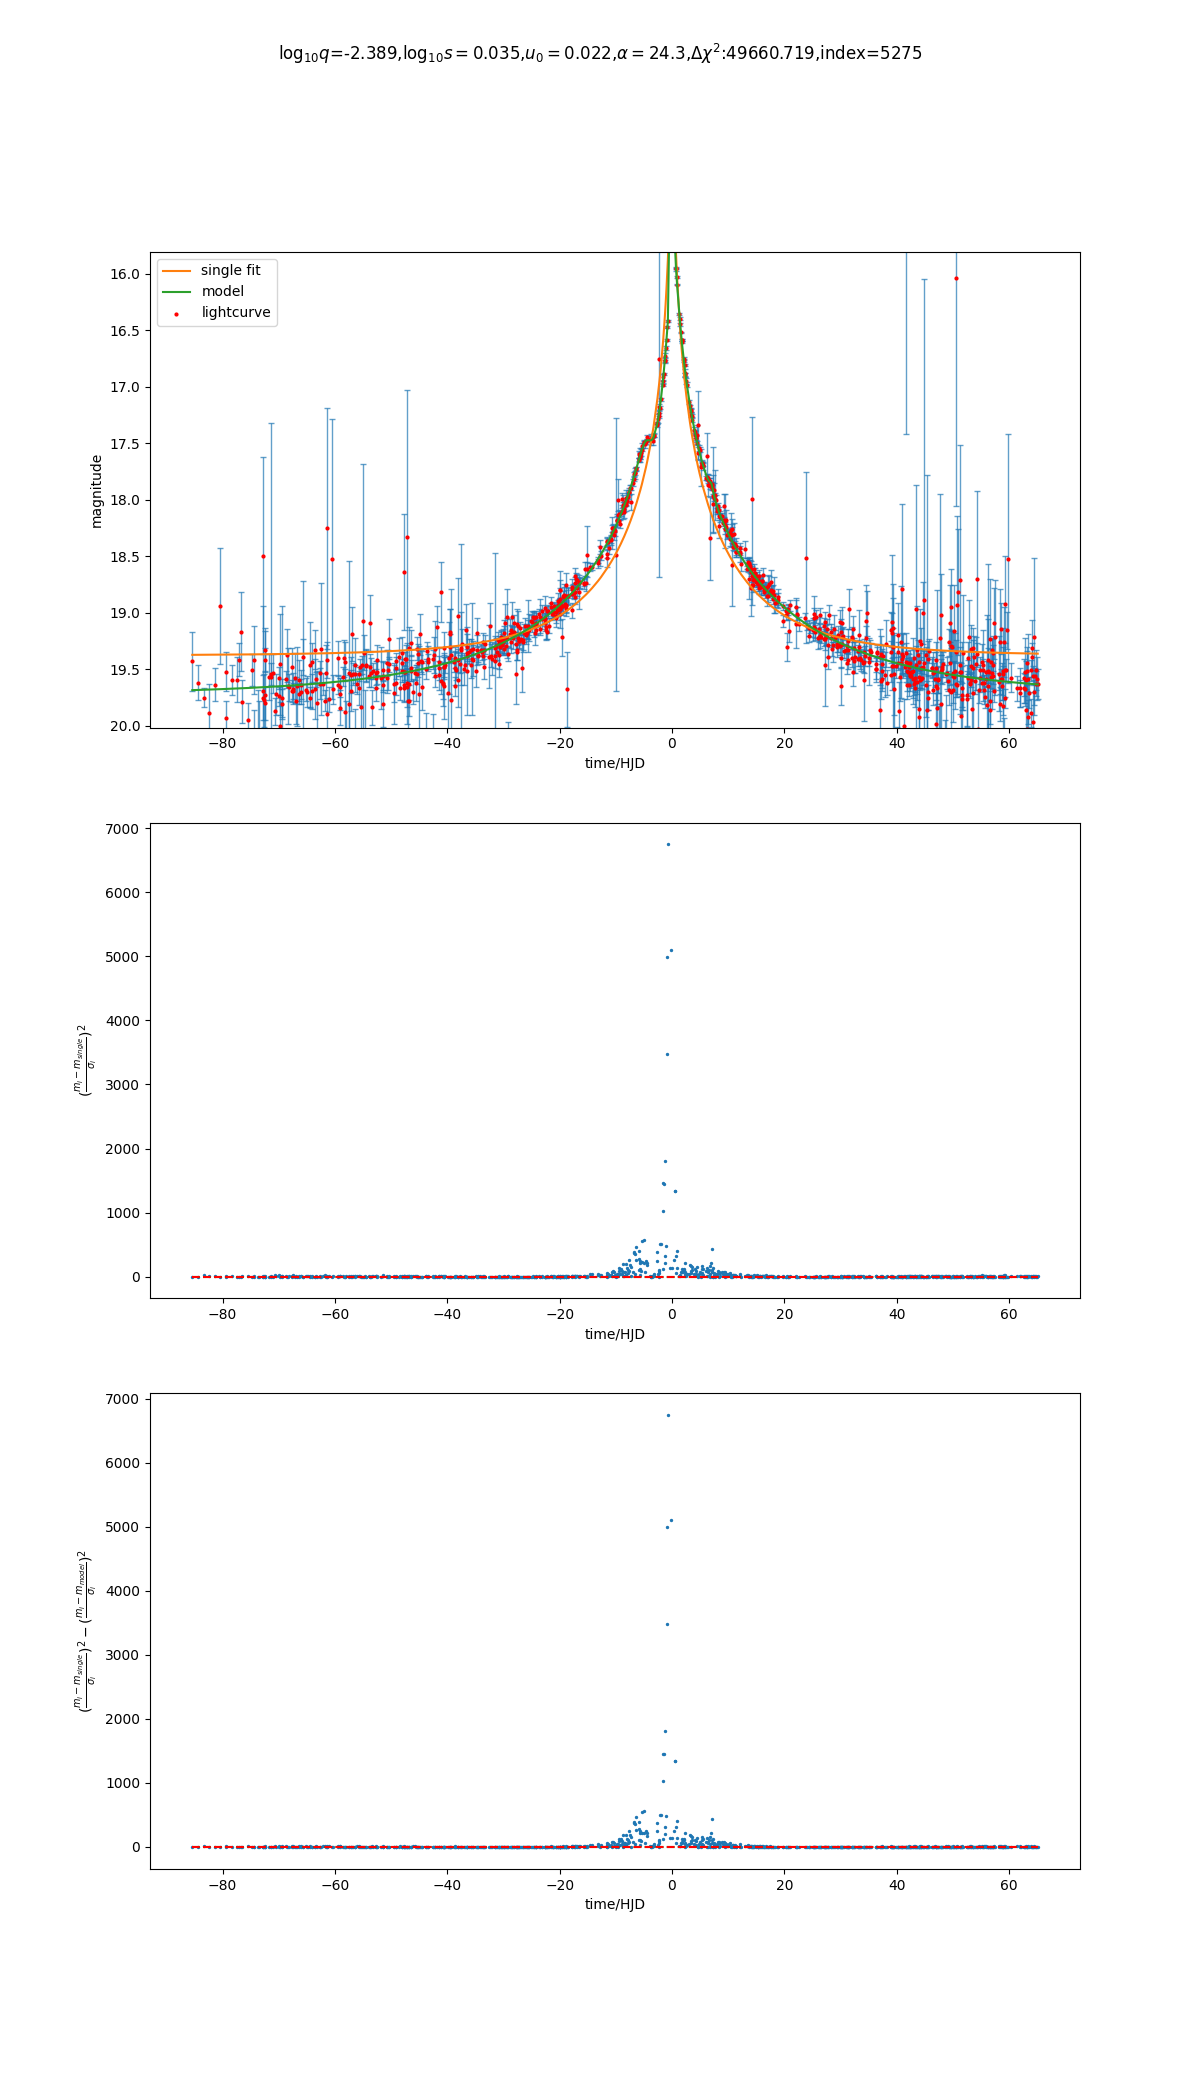 log₁₀q=-2.389,log₁₀s = 0.035,u₀ = 0.022,α = 24.3,Δχ²:49660.719,index=5275
single fit
model
lightcurve
magnitude
16.0
16.5
17.0
17.5
18.0
18.5
19.0
19.5
20.0
−80 −60 −40 −20 0 20 40 60
time/HJD
(mᵢ − m_single / σᵢ)²
7000
6000
5000
4000
3000
2000
1000
0
−80 −60 −40 −20 0 20 40 60
time/HJD
(mᵢ − m_single / σᵢ)² − (mᵢ − m_model / σᵢ)²
7000
6000
5000
4000
3000
2000
1000
0
−80 −60 −40 −20 0 20 40 60
time/HJD